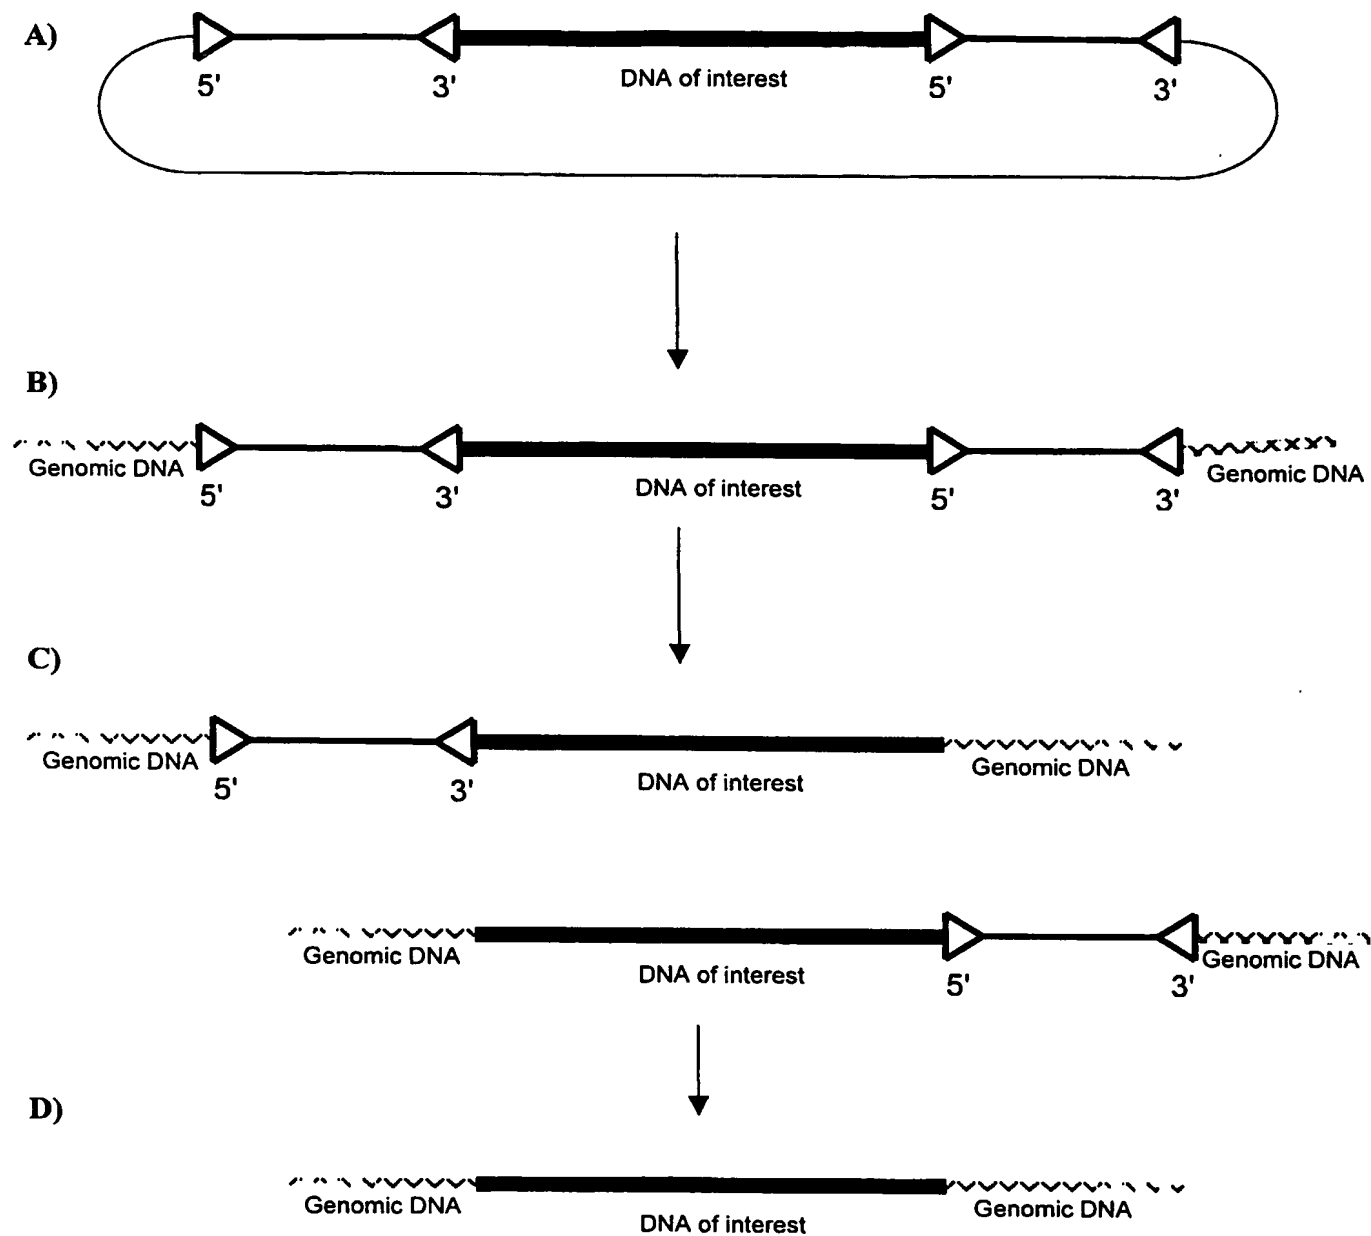 A)
5' 3' DNA of interest 5' 3'
B)
Genomic DNA 5' 3' DNA of interest 5' 3' Genomic DNA
C)
Genomic DNA 5' 3' DNA of interest Genomic DNA
Genomic DNA DNA of interest 5' 3' Genomic DNA
D)
Genomic DNA DNA of interest Genomic DNA